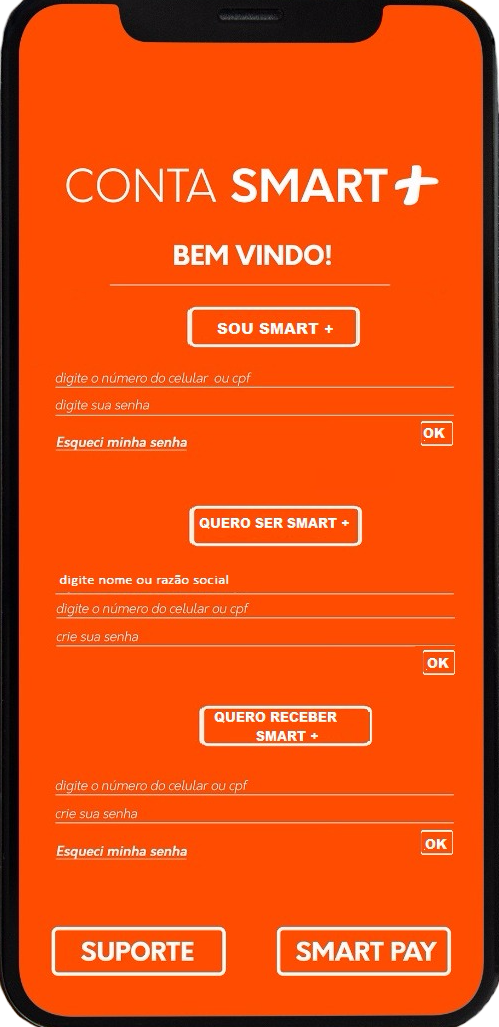 CONTA SMART+
BEM VINDO!
SOU SMART +
digite o número do celular ou cpf
digite sua senha
Esqueci minha senha
OK
QUERO SER SMART +
digite nome ou razão social
digite o número do celular ou cpf
crie sua senha
OK
QUERO RECEBER
SMART +
digite o número do celular ou cpf
crie sua senha
Esqueci minha senha
OK
SUPORTE
SMART PAY